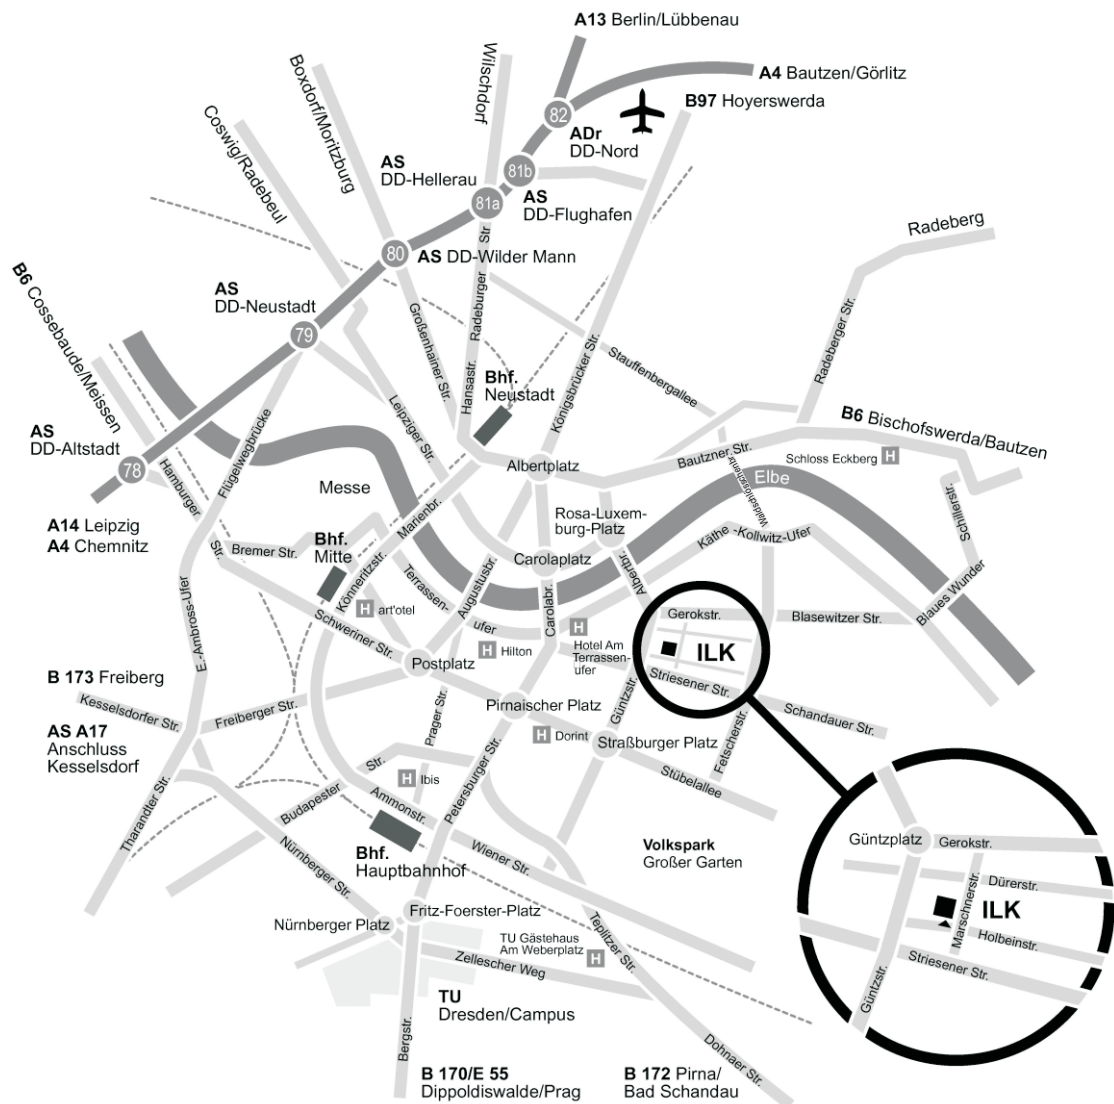 A13 Berlin/Lübbenau
A4 Bautzen/Görlitz
B97 Hoyerswerda
Wilschdorf
Boxdorf/Moritzburg
Coswig/Radebeul
82
ADr
DD-Nord
AS
DD-Hellerau
81b
81a
AS
DD-Flughafen
80
AS DD-Wilder Mann
Radeberg
B6 Cossebaude/Meissen
AS
DD-Neustadt
79
Großenhainer Str.
Hansastr.
Radeburger
Str
Königsbrücker Str.
Stauffenbergallee
Radeberger Str.
Bhf.
Neustadt
Leipziger Str.
B6 Bischofswerda/Bautzen
AS
DD-Altstadt
78
Hamburger
Str.
Flügelwegbrücke
Albertplatz
Bautzner Str.
Schloss Eckberg
H
Elbe
Messe
Marienbr.
Rosa-Luxem-
burg-Platz
Käthe
-Kollwitz-Ufer
Schillerstr.
A14 Leipzig
A4 Chemnitz
Bremer Str.
Bhf.
Mitte
Könneritzstr.
Terrassen-
ufer
Augustusbr.
Carolaplatz
Carolabr.
Albertbr.
Blaues Wunder
H
art'otel
Schweriner Str.
E.-Ambross-Ufer
H
Hilton
H
Hotel Am
Terrassen-
ufer
Gerokstr.
Blasewitzer Str.
ILK
Striesener Str.
Postplatz
B 173 Freiberg
Kesselsdorfer Str.
Freiberger Str.
Prager Str.
Pirnaischer Platz
Güntzstr.
Schandauer Str.
Fetscherstr.
AS A17
Anschluss
Kesselsdorf
H
Dorint
Straßburger Platz
Stübelallee
H
Ibis
Budapester
Str.
Ammonstr.
Petersburger Str.
Tharandter Str.
Nürnberger Str.
Bhf.
Hauptbahnhof
Wiener Str.
Volkspark
Großer Garten
Güntzplatz
Gerokstr.
Dürerstr.
Marschnerstr.
ILK
Holbeinstr.
Striesener Str.
Güntzstr.
Nürnberger Platz
Fritz-Foerster-Platz
TU Gästehaus
Am Weberplatz
H
Teplitzer Str.
Zellescher Weg
TU
Dresden/Campus
Bergstr.
Dohnaer Str.
B 170/E 55
Dippoldiswalde/Prag
B 172 Pirna/
Bad Schandau